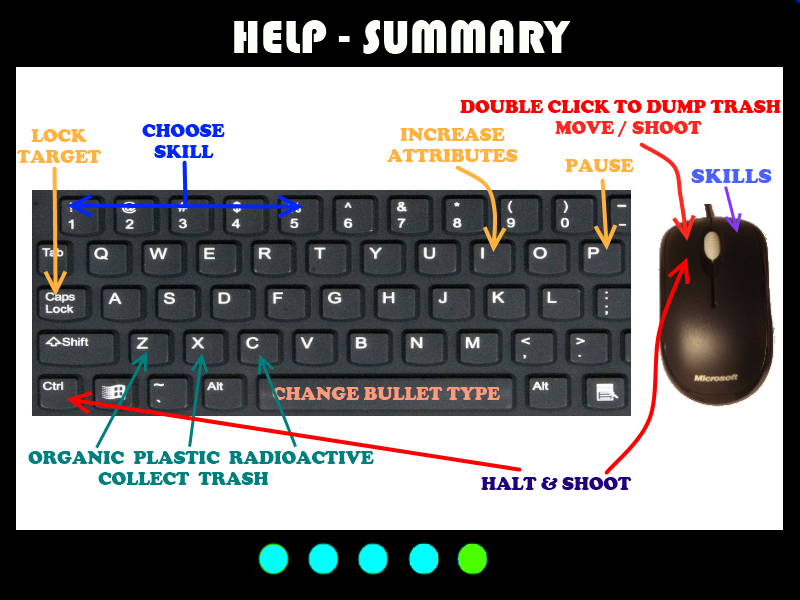 HELP - SUMMARY
DOUBLE CLICK TO DUMP TRASH
MOVE / SHOOT
LOCK
TARGET
CHOOSE
SKILL
INCREASE
ATTRIBUTES
PAUSE
SKILLS
! @ # $ % ^ & * ( ) –
1 2 3 4 5 6 7 8 9 0 -
Tab Q W E R T Y U I O P
Caps A S D F G H J K L :
Lock ;
Shift Z X C V B N M < >
, .
Ctrl ~ Alt CHANGE BULLET TYPE Alt
`
Microsoft
ORGANIC PLASTIC RADIOACTIVE
COLLECT TRASH
HALT & SHOOT